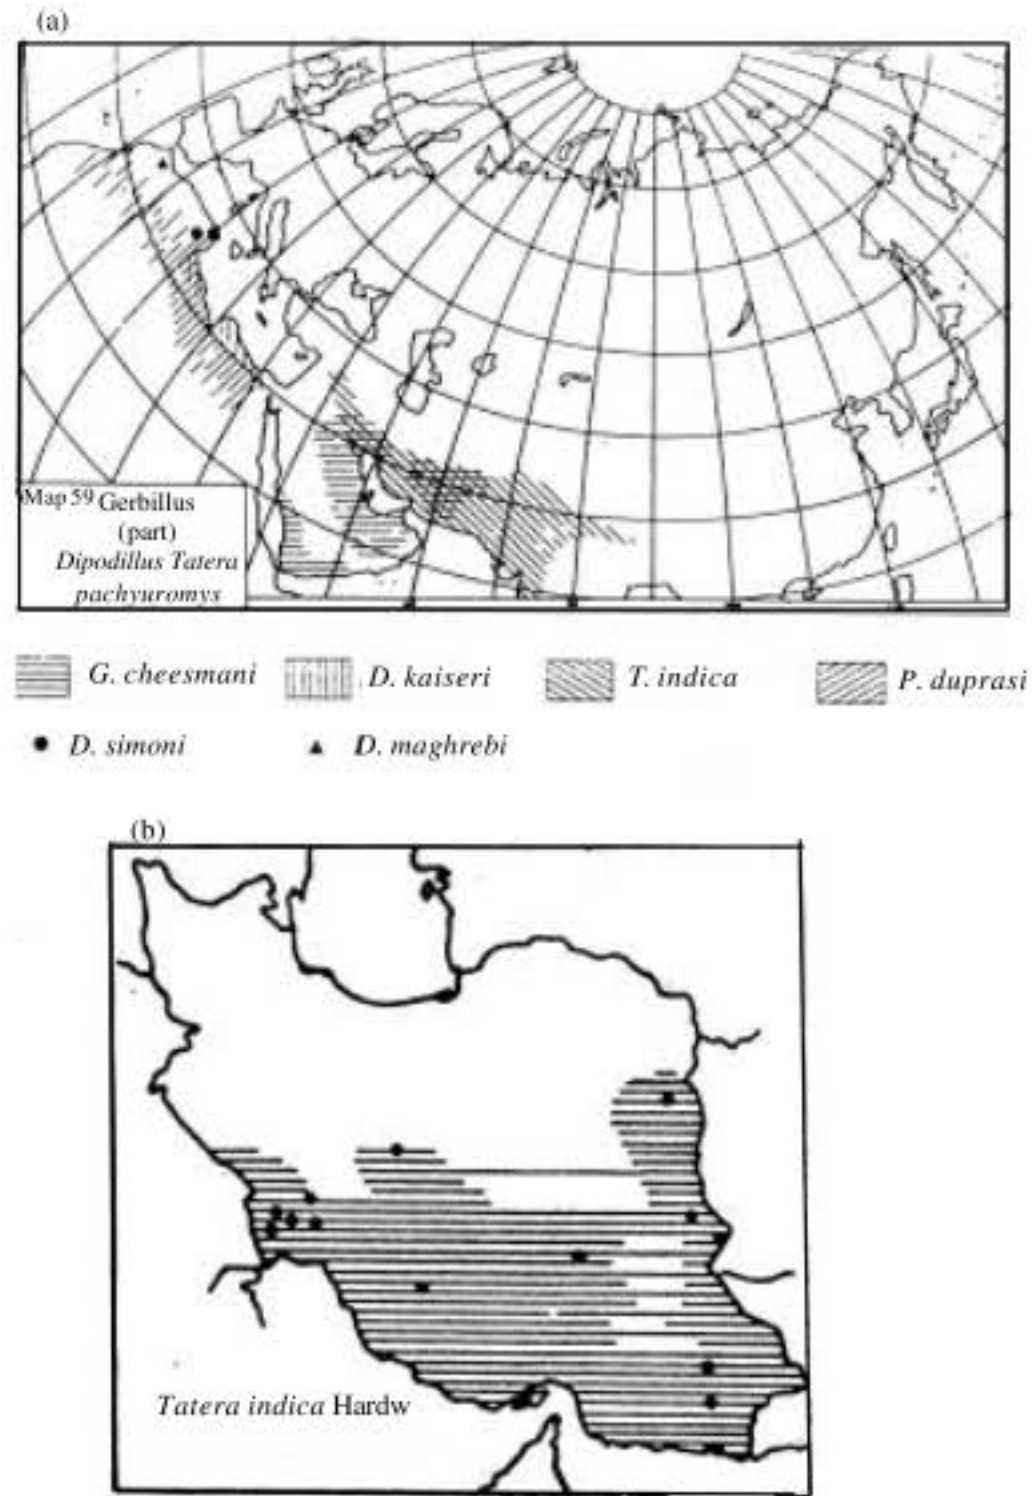 (a)
Map 59 Gerbillus
(part)
Dipodillus Tatera
pachyuromys
G. cheesmani D. kaiseri T. indica P. duprasi
D. simoni D. maghrebi
(b)
Tatera indica Hardw